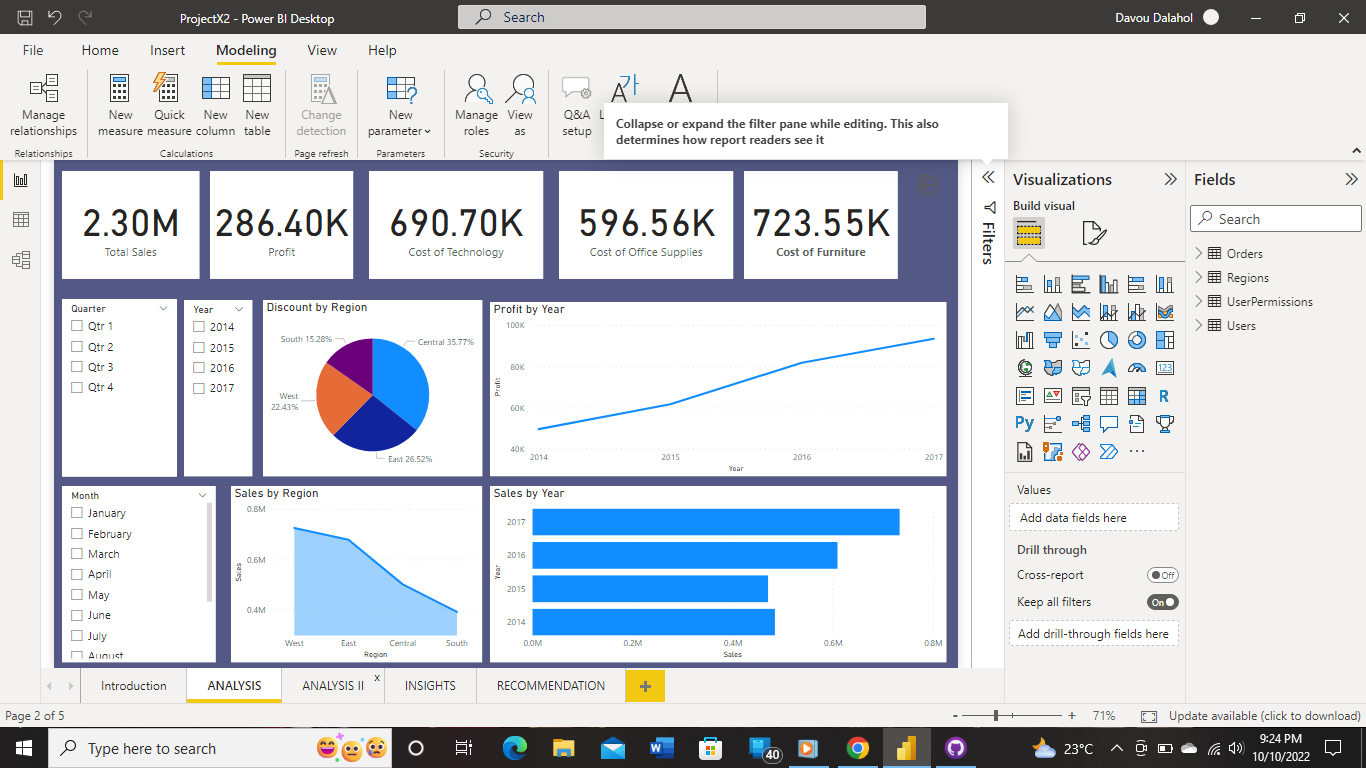 ProjectX2 - Power BI Desktop
Search
Davou Dalahol
File Home Insert Modeling View Help
Manage relationships
New measure
Quick measure
New column
New table
Change detection
New parameter
Manage roles
View as
Q&A setup
Relationships
Calculations
Page refresh
Parameters
Security
Collapse or expand the filter pane while editing. This also
determines how report readers see it
2.30M
Total Sales
286.40K
Profit
690.70K
Cost of Technology
596.56K
Cost of Office Supplies
723.55K
Cost of Furniture
Quarter
Qtr 1
Qtr 2
Qtr 3
Qtr 4
Year
2014
2015
2016
2017
Discount by Region
South 15.28%
Central 35.77%
West
22.43%
East 26.52%
Profit by Year
100K
80K
60K
40K
Profit
2014 2015 2016 2017
Year
Month
January
February
March
April
May
June
July
August
Sales by Region
0.8M
0.6M
0.4M
Sales
West East Central South
Region
Sales by Year
2017
2016
2015
2014
Year
0.0M 0.2M 0.4M 0.6M 0.8M
Sales
Filters
Visualizations
Build visual
123
R
Py
Values
Add data fields here
Drill through
Cross-report
Off
Keep all filters
On
Add drill-through fields here
Fields
Search
Orders
Regions
UserPermissions
Users
Introduction
ANALYSIS
ANALYSIS II
x
INSIGHTS
RECOMMENDATION
+
Page 2 of 5
- + 71%
Update available (click to download)
Type here to search
40
23°C
9:24 PM
10/10/2022